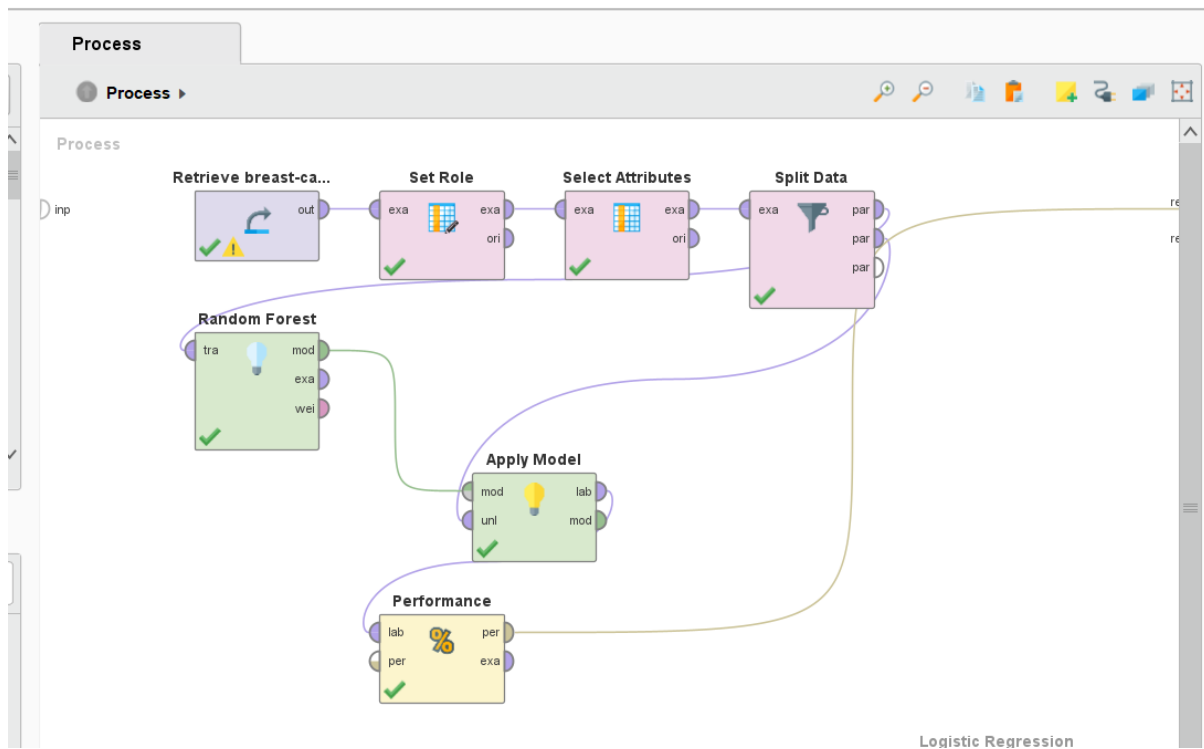 Process
Process
Process
Retrieve breast-ca...
Set Role
Select Attributes
Split Data
inp
out
exa
exa
ori
exa
exa
ori
exa
par
par
par
re
re
Random Forest
tra
mod
exa
wei
Apply Model
mod
lab
unl
mod
Performance
lab
per
per
exa
%
Logistic Regression